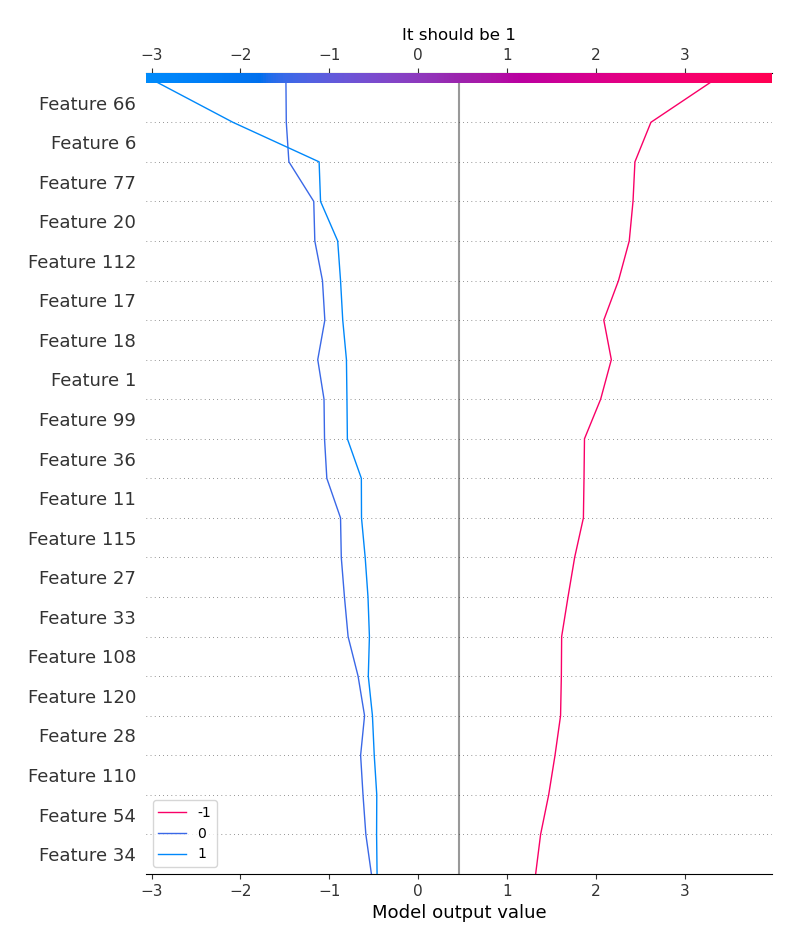 It should be 1
−3 −2 −1 0 1 2 3
Feature 66
Feature 6
Feature 77
Feature 20
Feature 112
Feature 17
Feature 18
Feature 1
Feature 99
Feature 36
Feature 11
Feature 115
Feature 27
Feature 33
Feature 108
Feature 120
Feature 28
Feature 110
Feature 54
Feature 34
-1
0
1
−3 −2 −1 0 1 2 3
Model output value